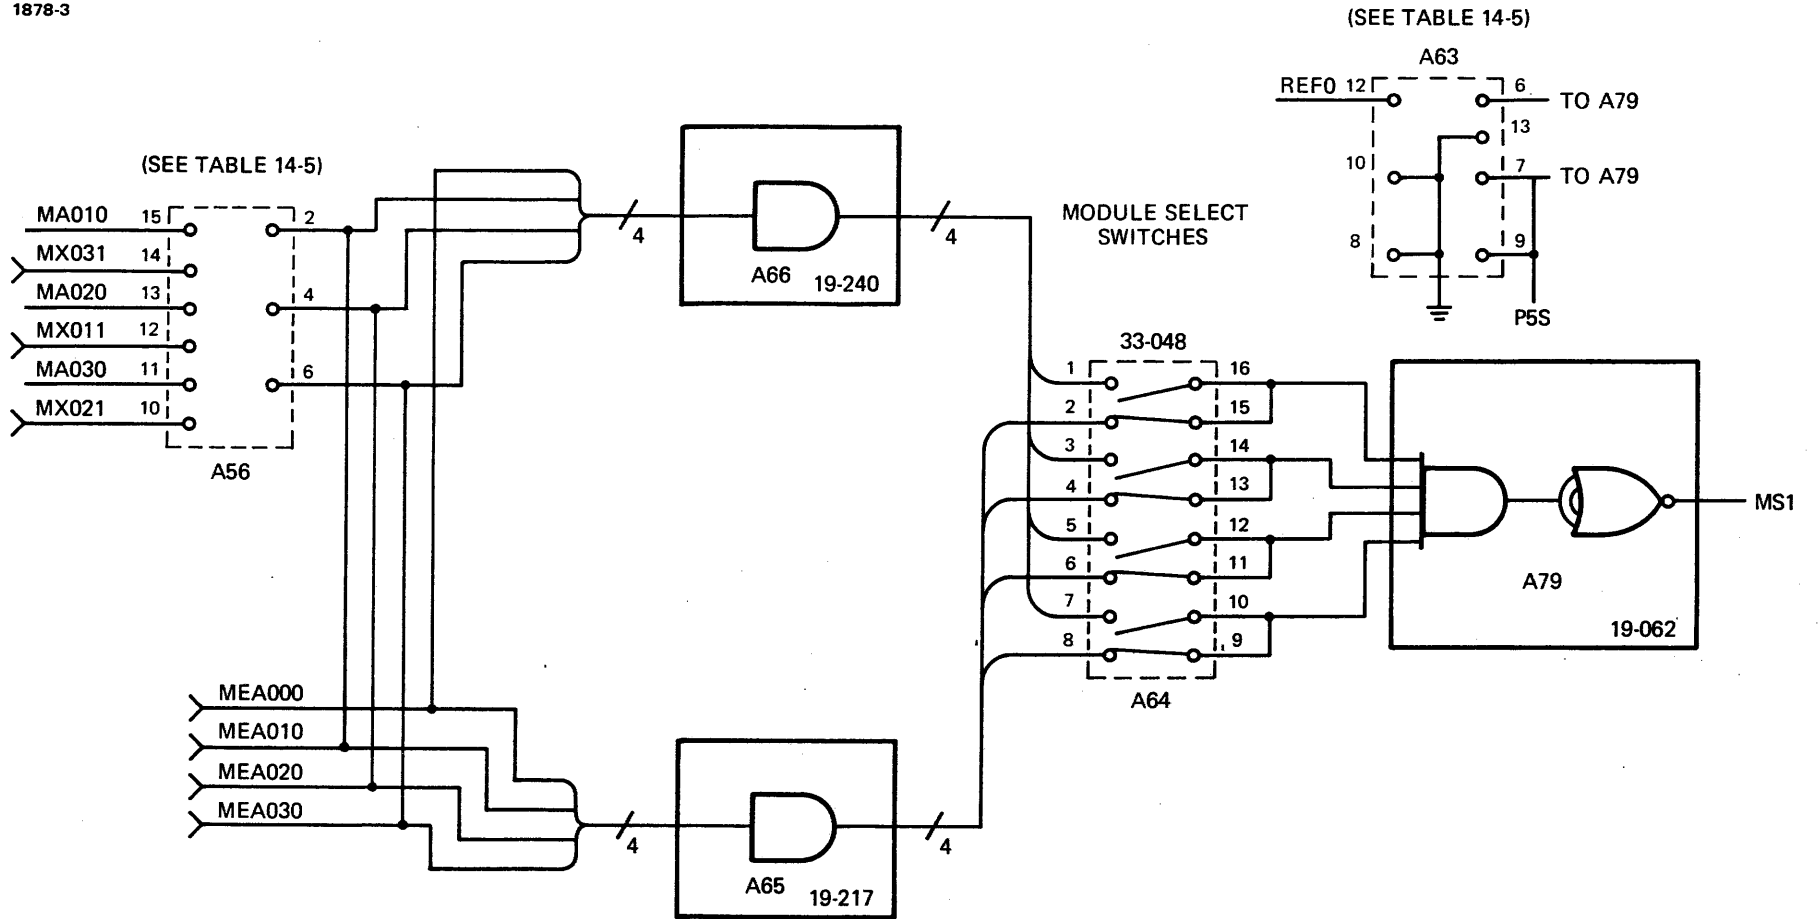 1878-3
(SEE TABLE 14-5)
A63
REF0 12
6 TO A79
13
10
7 TO A79
8
9
P5S
(SEE TABLE 14-5)
MA010 15
2
MX031 14
MA020 13
4
MX011 12
MA030 11
6
MX021 10
A56
4
A66
19-240
4
MODULE SELECT
SWITCHES
33-048
1
16
2
15
3
14
4
13
5
12
6
11
7
10
8
9
A64
A79
19-062
MS1
MEA000
MEA010
MEA020
MEA030
4
A65
19-217
4